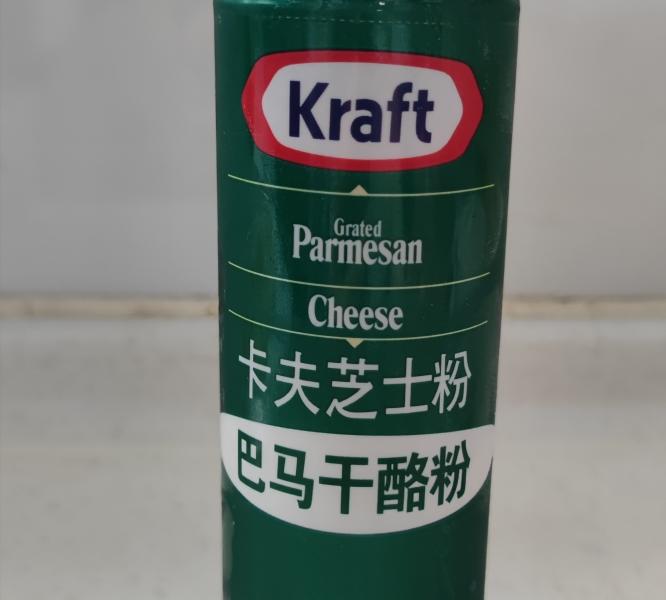 Kraft
Grated
Parmesan
Cheese
卡夫芝士粉
巴马干酪粉